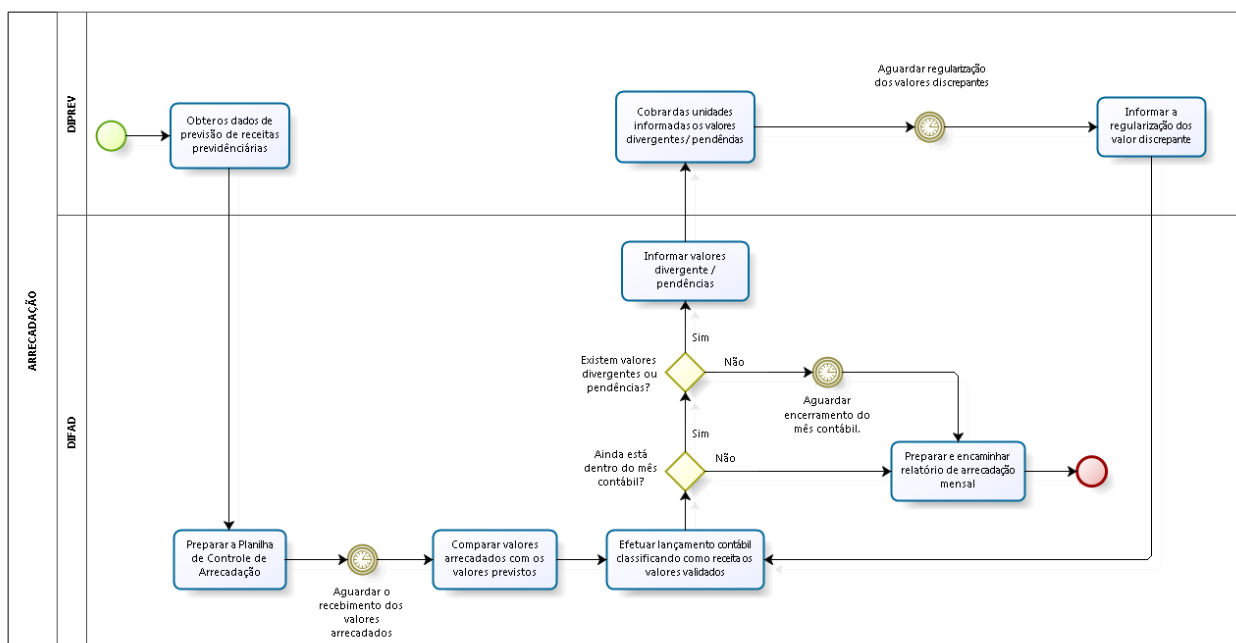 ARRECADAÇÃO
DIPREV
Obter os dados de
previsão de receitas
previdênciárias
Cobrar das unidades
informadas os valores
divergentes / pendências
Aguardar regularização
dos valores discrepantes
Informar a
regularização dos
valor discrepante
DIFAD
Informar valores
divergente /
pendências
Sim
Existem valores
divergentes ou
pendências?
Não
Aguardar
encerramento do
mês contábil.
Sim
Ainda está
dentro do mês
contábil?
Não
Preparar e encaminhar
relatório de arrecadação
mensal
Preparar a Planilha
de Controle de
Arrecadação
Aguardar o
recebimento dos
valores
arrecadados
Comparar valores
arrecadados com os
valores previstos
Efetuar lançamento contábil
classificando como receita os
valores validados